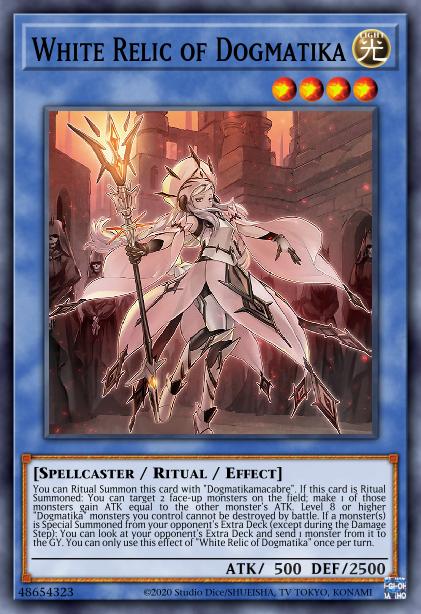 White Relic of Dogmatika
LIGHT
光
[Spellcaster / Ritual / Effect]
You can Ritual Summon this card with "Dogmatikamacabre". If this card is Ritual
Summoned: You can target 2 face-up monsters on the field; make 1 of those
monsters gain ATK equal to the other monster's ATK. Level 8 or higher
"Dogmatika" monsters you control cannot be destroyed by battle. If a monster(s)
is Special Summoned from your opponent's Extra Deck (except during the Damage
Step): You can look at your opponent's Extra Deck and send 1 monster from it to
the GY. You can only use this effect of "White Relic of Dogmatika" once per turn.
ATK/ 500 DEF/2500
48654323 ©2020 Studio Dice/SHUEISHA, TV TOKYO, KONAMI